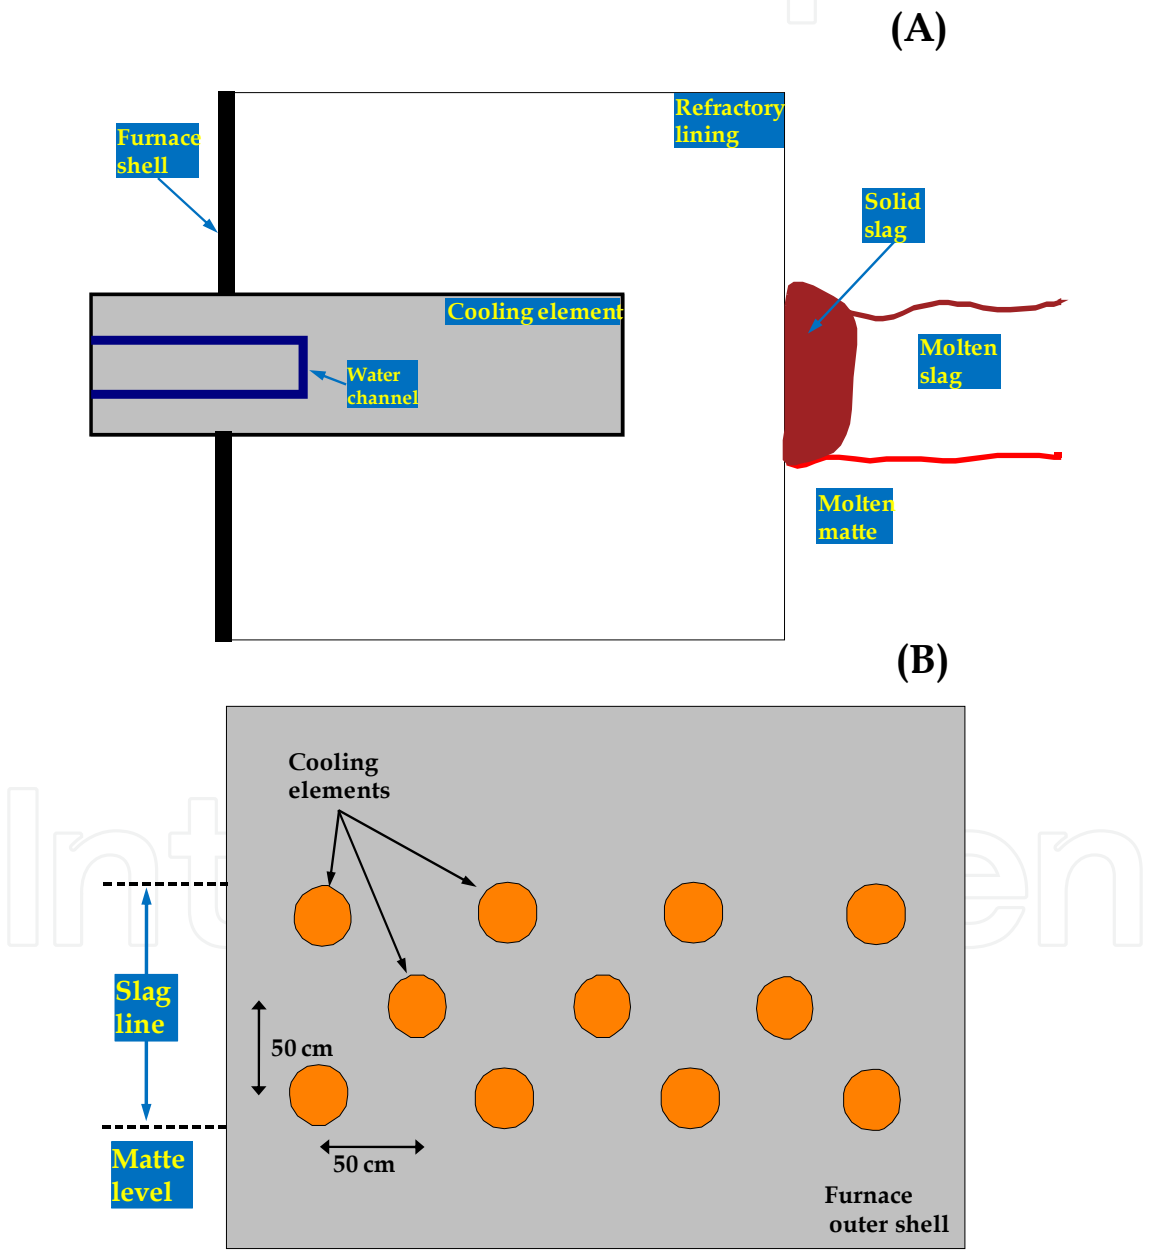 (A)
Refractory
lining
Furnace
shell
Solid
slag
Cooling element
Molten
slag
Water
channel
Molten
matte
(B)
Cooling
elements
Slag
line
50 cm
Matte
level
50 cm
Furnace
outer shell